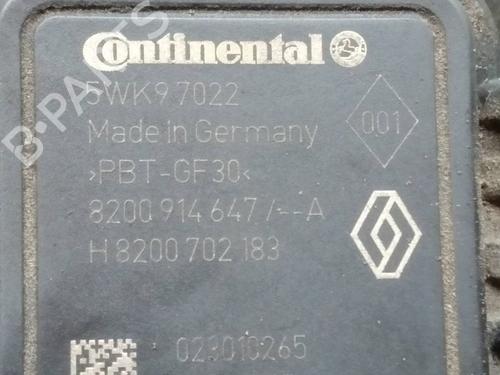 Continental
5WK9 7022
Made in Germany
001
>PBT-GF30<
8200 914 647 /--A
H 8200 702 183
023010265
B-PARTS